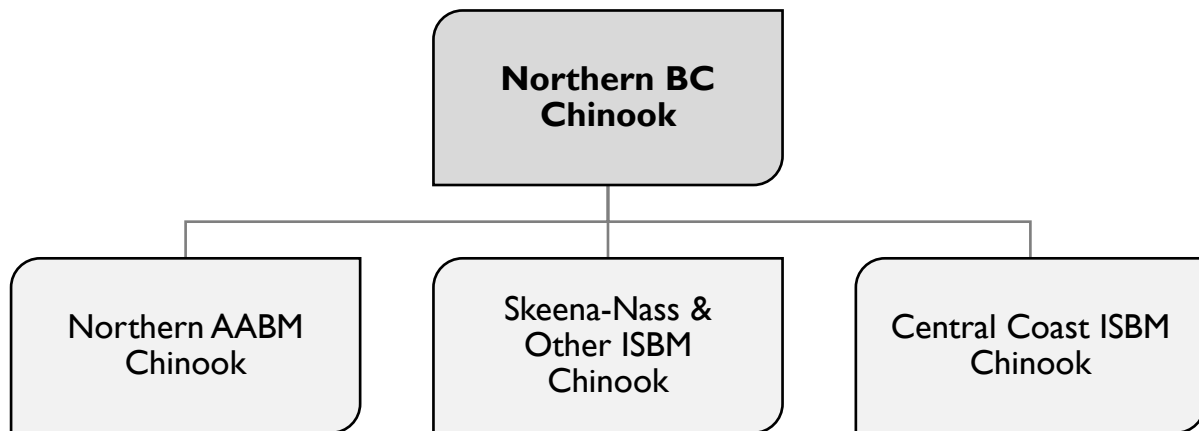 Northern BC
Chinook
Northern AABM
Chinook
Skeena-Nass &
Other ISBM
Chinook
Central Coast ISBM
Chinook